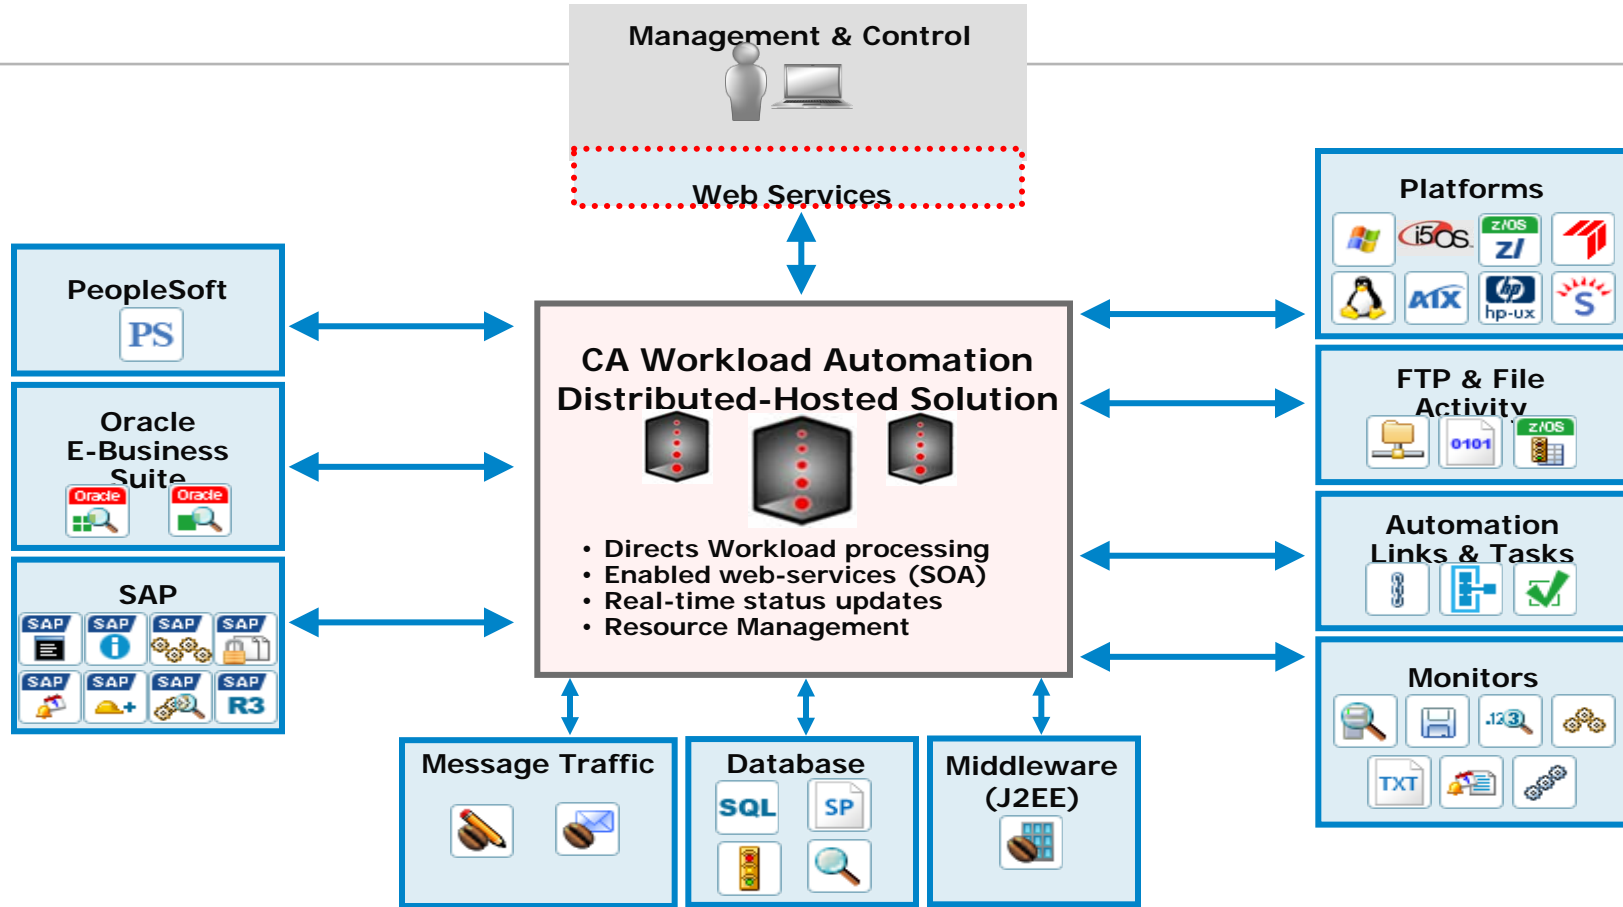 Management & Control
Web Services
PeopleSoft
PS
Oracle
E-Business
Suite
Oracle
Oracle
SAP
SAP
SAP
SAP
SAP
SAP
SAP
SAP
SAP
R3
CA Workload Automation
Distributed-Hosted Solution
• Directs Workload processing
• Enabled web-services (SOA)
• Real-time status updates
• Resource Management
Message Traffic
Database
SQL
SP
Middleware
(J2EE)
Platforms
i5OS
z/OS
z/
AIX
hp
hp-ux
S
FTP & File
Activity
0101
z/OS
Automation
Links & Tasks
Monitors
.123
TXT